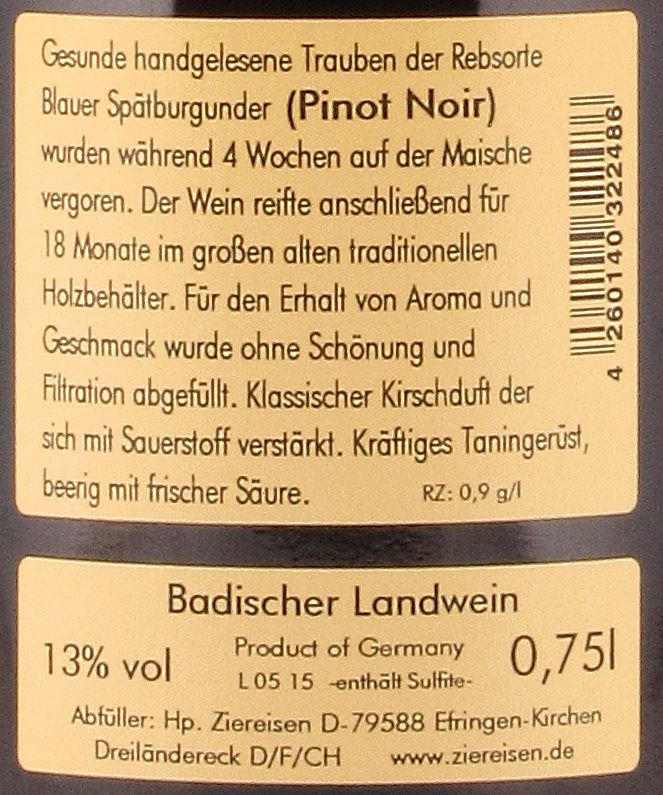 Gesunde handgelesene Trauben der Rebsorte
Blauer Spätburgunder (Pinot Noir)
wurden während 4 Wochen auf der Maische
vergoren. Der Wein reifte anschließend für
18 Monate im großen alten traditionellen
Holzbehälter. Für den Erhalt von Aroma und
Geschmack wurde ohne Schönung und
Filtration abgefüllt. Klassischer Kirschduft der
sich mit Sauerstoff verstärkt. Kräftiges Taningerüst,
beerig mit frischer Säure. RZ: 0,9 g/l
4 260140 322486
Badischer Landwein
13% vol Product of Germany 0,75l
L 05 15 -enthält Sulfite-
Abfüller: Hp. Ziereisen D-79588 Efringen-Kirchen
Dreiländereck D/F/CH www.ziereisen.de